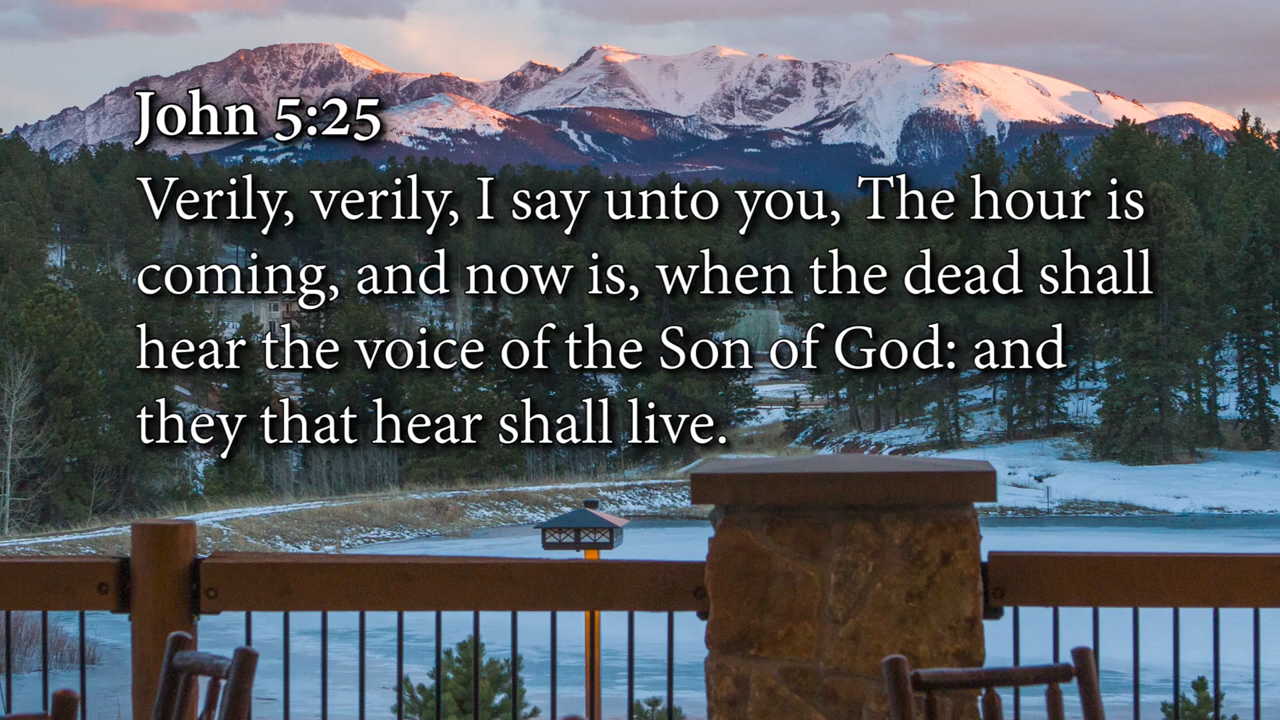 John 5:25
Verily, verily, I say unto you, The hour is
coming, and now is, when the dead shall
hear the voice of the Son of God: and
they that hear shall live.